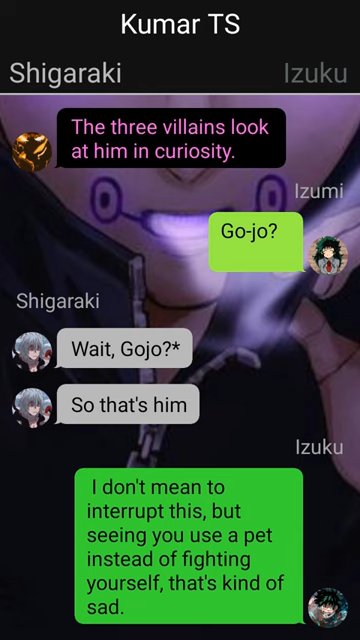 Kumar TS
Shigaraki
Izuku
The three villains look
at him in curiosity.
Izumi
Go-jo?
Shigaraki
Wait, Gojo?*
So that's him
Izuku
I don't mean to
interrupt this, but
seeing you use a pet
instead of fighting
yourself, that's kind of
sad.